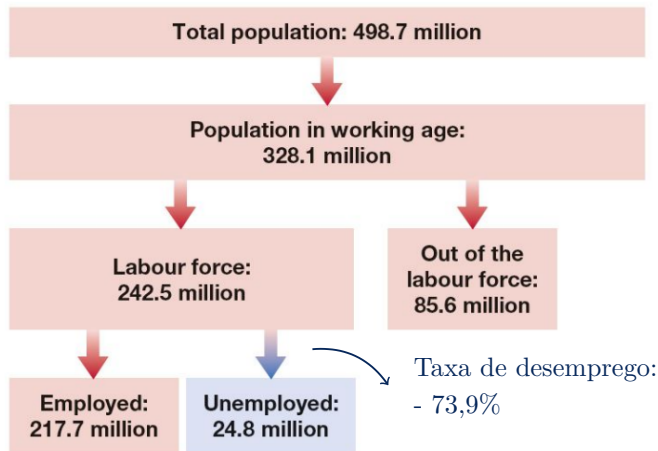 Total population: 498.7 million
Population in working age:
328.1 million
Labour force:
242.5 million
Out of the
labour force:
85.6 million
Employed:
217.7 million
Unemployed:
24.8 million
Taxa de desemprego:
- 73,9%